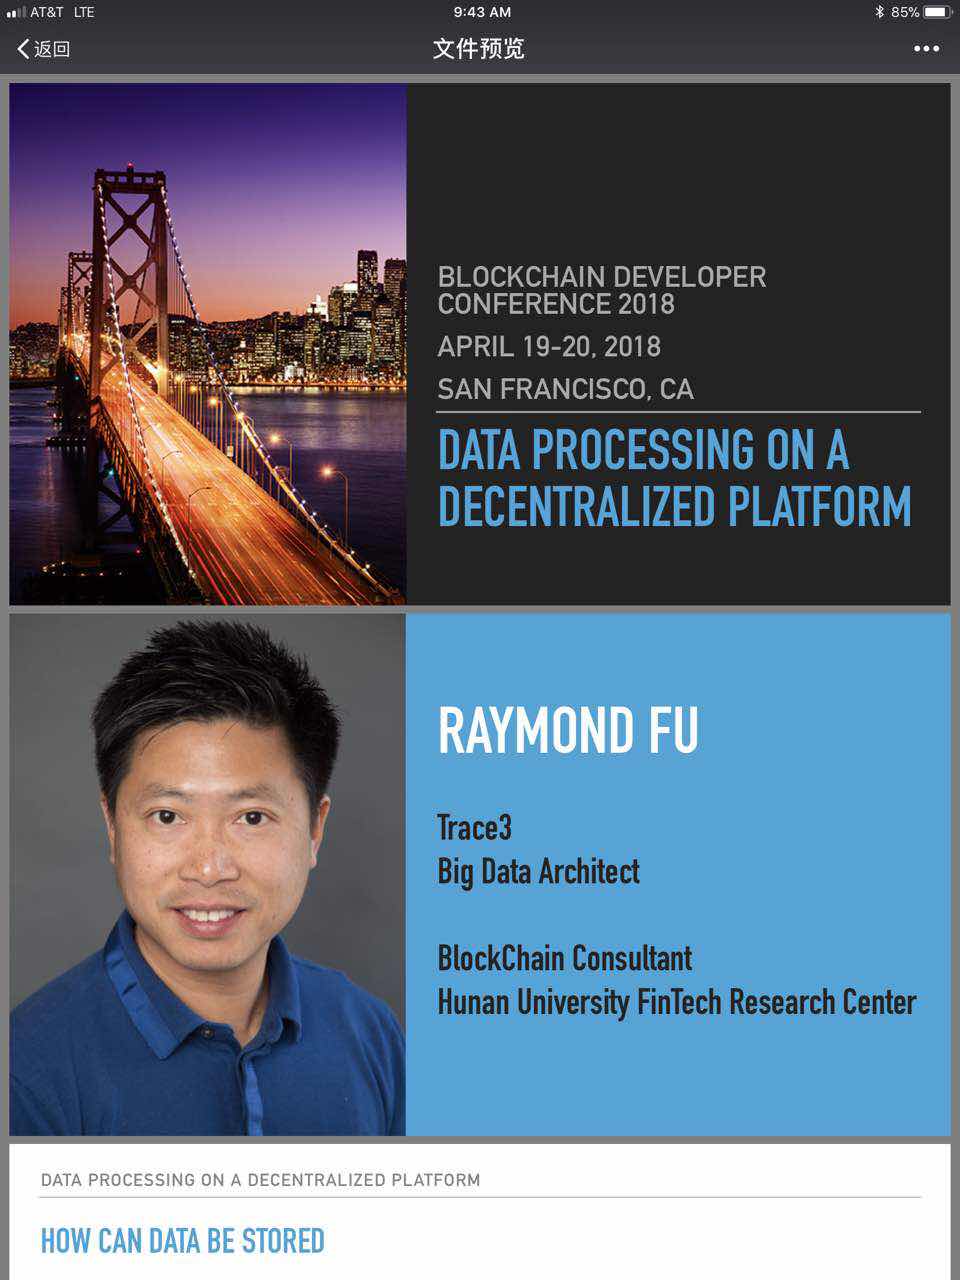 AT&T LTE
9:43 AM
85%
返回
文件预览
BLOCKCHAIN DEVELOPER
CONFERENCE 2018
APRIL 19-20, 2018
SAN FRANCISCO, CA
DATA PROCESSING ON A
DECENTRALIZED PLATFORM
RAYMOND FU
Trace3
Big Data Architect
BlockChain Consultant
Hunan University FinTech Research Center
DATA PROCESSING ON A DECENTRALIZED PLATFORM
HOW CAN DATA BE STORED